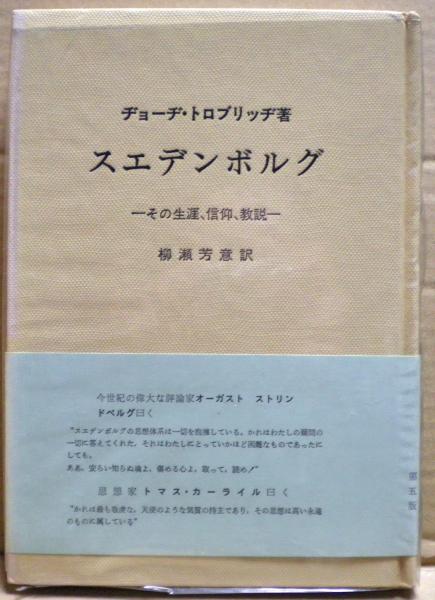 ヂョーヂ・トロブリッヂ著
スエデンボルグ
―その生涯、信仰、教説―
柳瀬芳意訳
今世紀の偉大な評論家オーガスト ストリン
ドベルグ曰く
"スエデンボルグの思想体系は一切を抱擁している。かれはわたしの疑問の
一切に答えてくれた、それはわたしにとっていかほど困難なものであったに
しても。
ああ、安らい知らぬ魂よ、傷める心よ。取って、読め!"
思想家トマス・カーライル曰く
"かれは最も敬虔な、天使のような気質の持主であり、その思想は高い永遠
のものに属している"
第五版